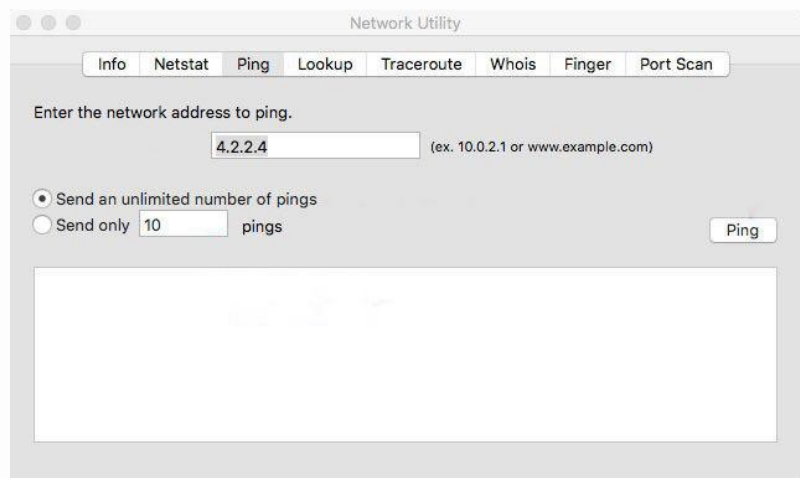 Network Utility
Info Netstat Ping Lookup Traceroute Whois Finger Port Scan
Enter the network address to ping.
4.2.2.4 (ex. 10.0.2.1 or www.example.com)
Send an unlimited number of pings
Send only 10 pings
Ping